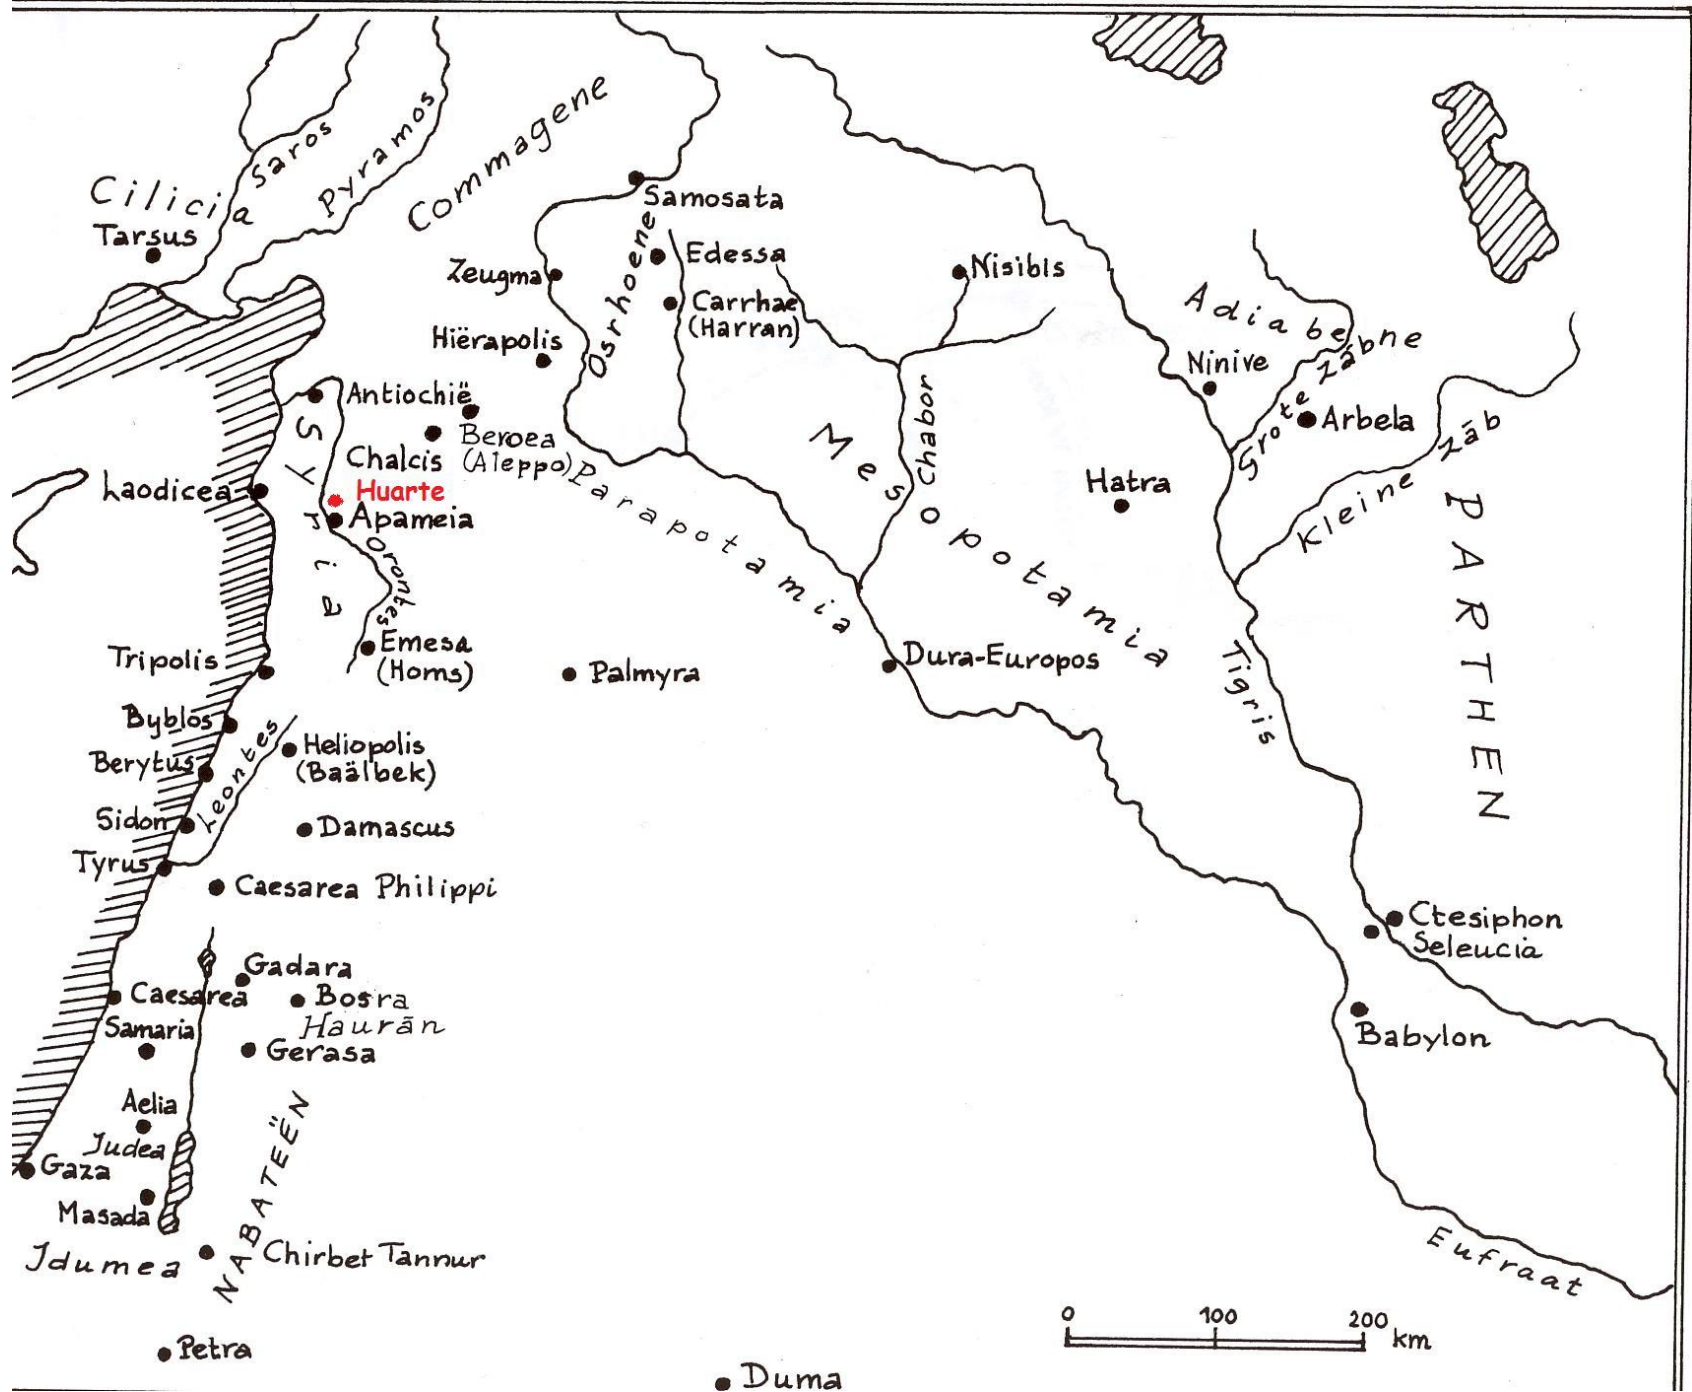 Commagene
Saros
Pyramos
Cilicia
Samosata
Tarsus
Osrhoene
Edessa
Zeugma
Nisibis
Carrhae
(Harran)
Adiabene
Hiërapolis
Grote Zāb
Ninive
Antiochië
Arbela
Beroea
(Aleppo)
Chalcis
Syria
Mesopotamia
Chabor
Parapotamia
Kleine Zāb
PARTHEN
Laodicea
Huarte
Hatra
Apameia
Orontes
Emesa
(Homs)
Tripolis
Palmyra
Dura-Europos
Tigris
Byblos
Leontes
Heliopolis
(Baälbek)
Berytus
Sidon
Damascus
Tyrus
Caesarea Philippi
Ctesiphon
Seleucia
Gadara
Caesarea
Bosra
Haurān
Samaria
Gerasa
Babylon
Aelia
Judea
Gaza
NABATEËN
Masada
Idumea
Chirbet Tannur
Eufraat
0 100 200 km
Petra
Duma